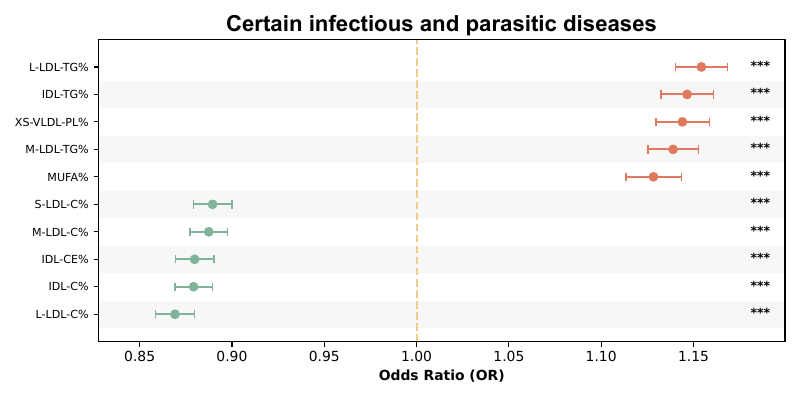 Certain infectious and parasitic diseases
L-LDL-TG% ***
IDL-TG% ***
XS-VLDL-PL% ***
M-LDL-TG% ***
MUFA% ***
S-LDL-C% ***
M-LDL-C% ***
IDL-CE% ***
IDL-C% ***
L-LDL-C% ***
0.85 0.90 0.95 1.00 1.05 1.10 1.15
Odds Ratio (OR)